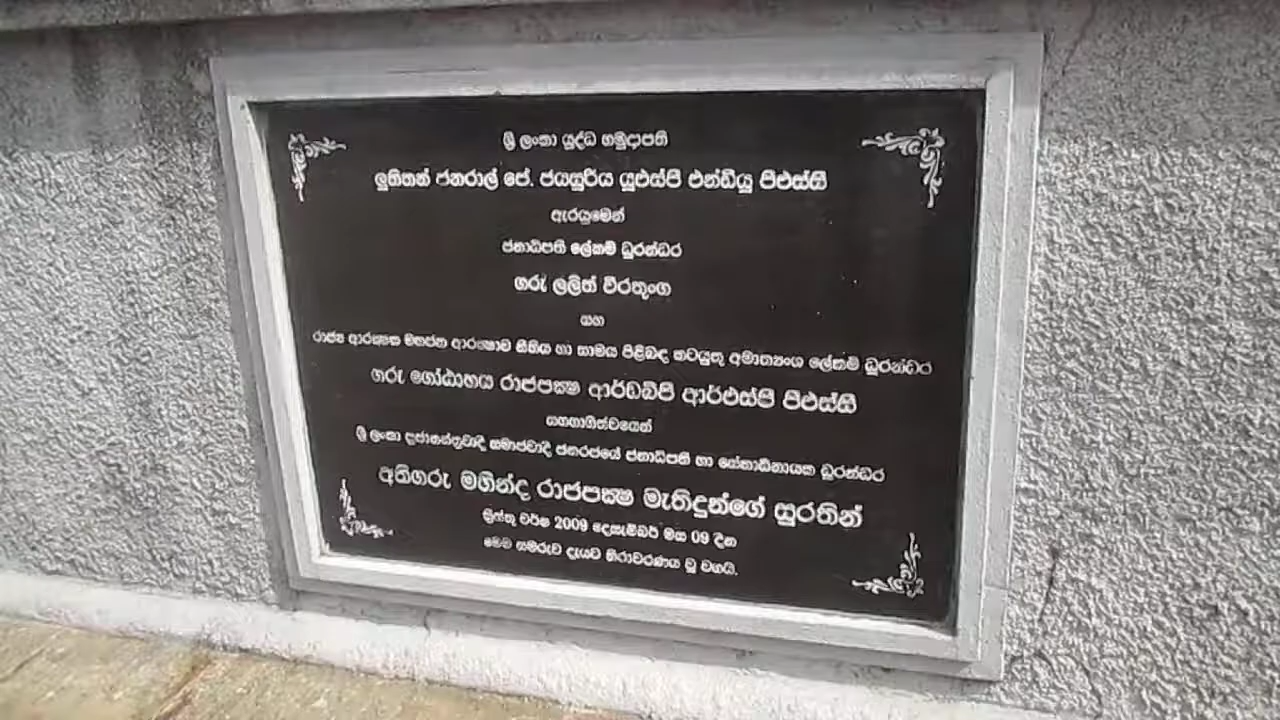 ශ්‍රී ලංකා යුද්ධ හමුදාපති
ලුතිතන් ජනරාල් ජේ. ජයසූරිය යූඑස්පී එන්ඩීයූ පීඑස්සී
ඇරයුමෙන්
ජනාධිපති ලේකම් ධුරන්ධර
ගරු ලලිත් වීරතුංග
සහ
රාජ්‍ය ආරක්‍ෂක මහජන ආරක්‍ෂාව නීතිය හා සාමය පිළිබඳ කටයුතු අමාත්‍යාංශ ලේකම් ධුරන්ධර
ගරු ගෝඨාභය රාජපක්‍ෂ ආර්ඩබ්පී ආර්එස්පී පීඑස්සී
සහභාගිත්වයෙන්
ශ්‍රී ලංකා ප්‍රජාතන්ත්‍රවාදී සමාජවාදී ජනරජයේ ජනාධිපති හා සේනාධිනායක ධුරන්ධර
අතිගරු මහින්ද රාජපක්‍ෂ මැතිදුන්ගේ සුරතින්
ක්‍රිස්තු වර්ෂ 2009 දෙසැම්බර් මස 09 දින
මෙම සමරුව දැයට නිරාවරණය වූ වගයි.